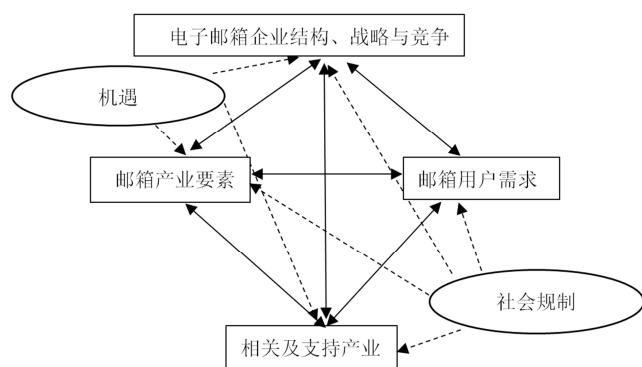 电子邮箱企业结构、战略与竞争
机遇
邮箱产业要素
邮箱用户需求
社会规制
相关及支持产业